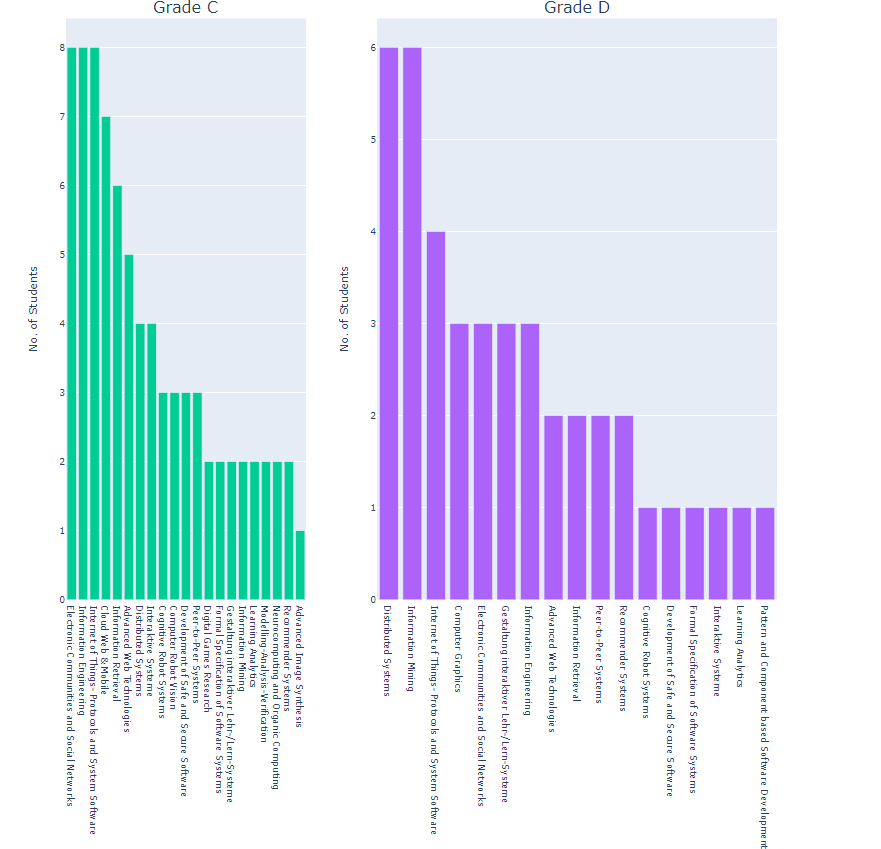 Grade C
No. of Students
8
7
6
5
4
3
2
1
0
Electronic Communities and Social Networks
Information Engineering
Internet of Things- Protocols and System Software
Cloud Web &Mobile
Information Retrieval
Advanced Web Technologies
Distributed Systems
Interaktive Systeme
Cognitive Robot Systems
Computer Robot Vision
Development of Safe and Secure Software
Peer-to-Peer Systems
Digital Games Research
Formal Specification of Software Systems
Gestaltung interaktiver Lehr-/Lern-Systeme
Information Mining
Learning Analytics
Modelling-Analysis-Verification
Neurocomputing and Organic Computing
Recommender Systems
Advanced Image Synthesis
Grade D
No. of Students
6
5
4
3
2
1
0
Distributed Systems
Information Mining
Internet of Things- Protocols and System Software
Computer Graphics
Electronic Communities and Social Networks
Gestaltung interaktiver Lehr-/Lern-Systeme
Information Engineering
Advanced Web Technologies
Information Retrieval
Peer-to-Peer Systems
Recommender Systems
Cognitive Robot Systems
Development of Safe and Secure Software
Formal Specification of Software Systems
Interaktive Systeme
Learning Analytics
Pattern and Component based Software Development